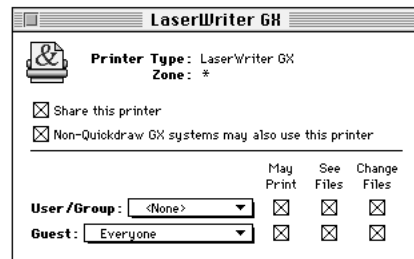 LaserWriter GX
Printer Type: LaserWriter GX
Zone: *
Share this printer
Non-Quickdraw GX systems may also use this printer
May Print See Files Change Files
User/Group: <None>
Guest: Everyone